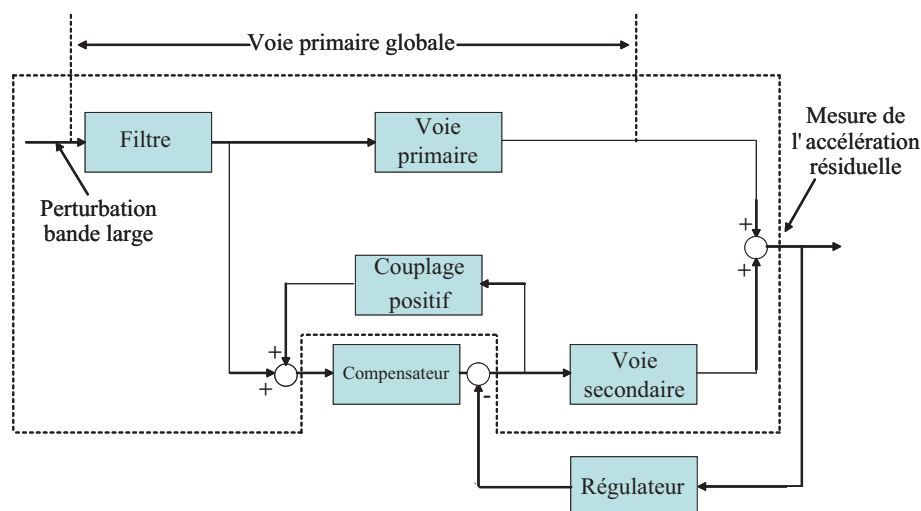 Voie primaire globale
Filtre
Voie
primaire
Mesure de
l'accélération
résiduelle
Perturbation
bande large
+
+
Couplage
positif
+
+
Compensateur
-
Voie
secondaire
Régulateur